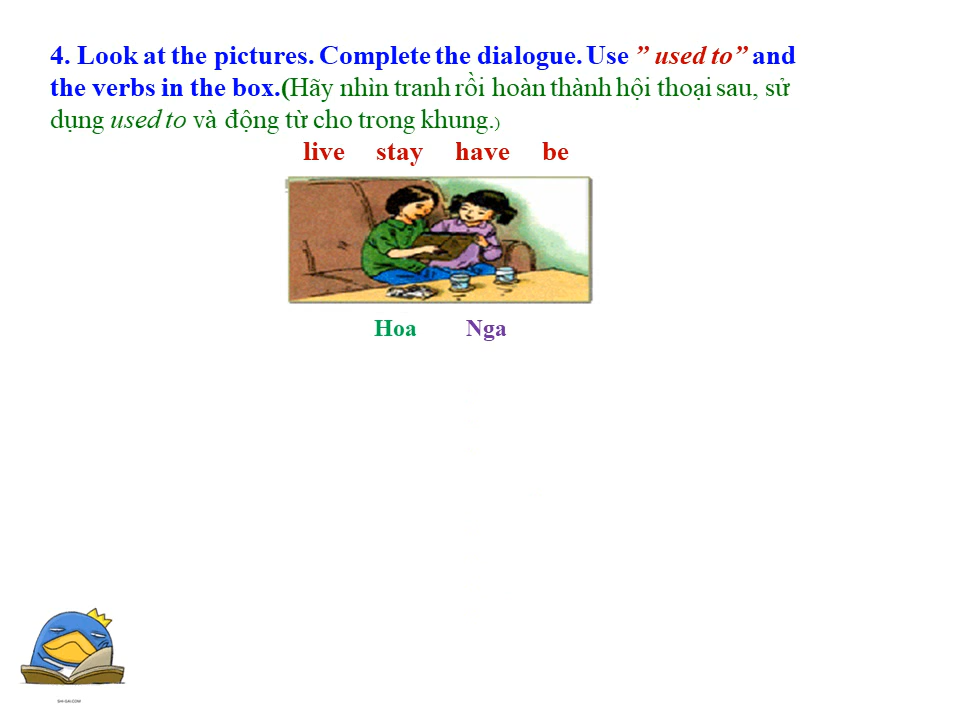 4. Look at the pictures. Complete the dialogue. Use ” used to” and
the verbs in the box.(Hãy nhìn tranh rồi hoàn thành hội thoại sau, sử
dụng used to và động từ cho trong khung.)
live stay have be
Hoa Nga